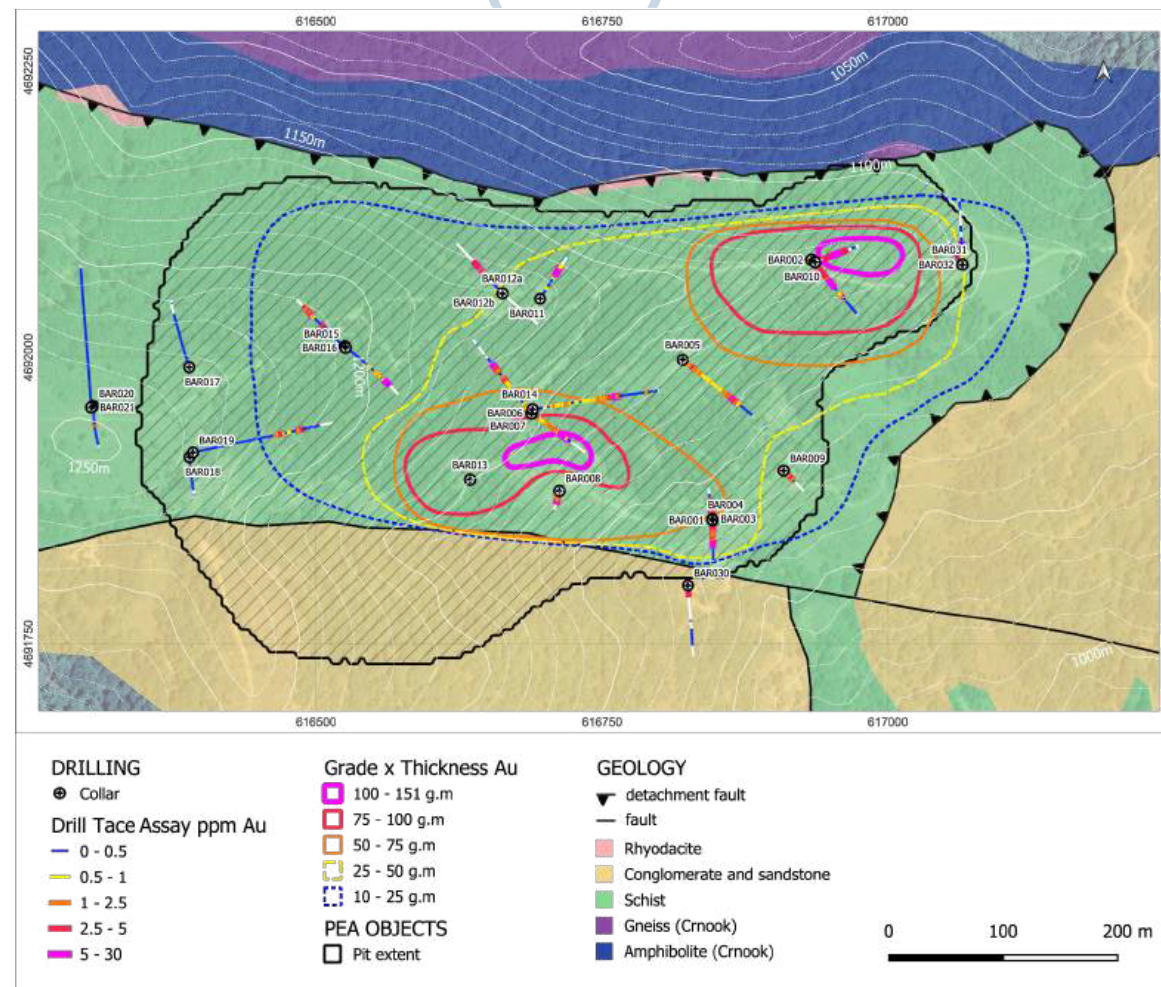 616500 616750 617000
4692250
1050m
1150m
1100m
BAR002
BAR010
BAR031
BAR032
BAR012a
BAR012b
BAR011
BAR015
BAR016
BAR005
4692000
BAR017
200m
BAR020
BAR021
BAR014
BAR006
BAR007
BAR019
BAR018
1250m
BAR013
BAR008
BAR009
BAR004
BAR001 BAR003
BAR030
4691750
1000m
616500 616750 617000
DRILLING
Collar
Drill Tace Assay ppm Au
0 - 0.5
0.5 - 1
1 - 2.5
2.5 - 5
5 - 30
Grade x Thickness Au
100 - 151 g.m
75 - 100 g.m
50 - 75 g.m
25 - 50 g.m
10 - 25 g.m
PEA OBJECTS
Pit extent
GEOLOGY
detachment fault
fault
Rhyodacite
Conglomerate and sandstone
Schist
Gneiss (Crnook)
Amphibolite (Crnook)
0 100 200 m